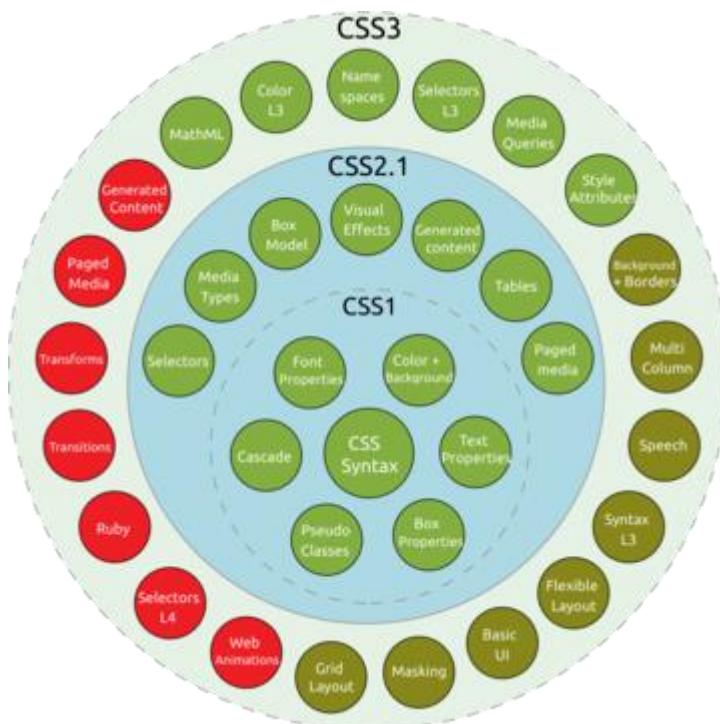 CSS3
Name
spaces
Color
L3
Selectors
L3
MathML
Media
Queries
Style
Attributes
Generated
Content
Background
+ Borders
Paged
Media
Multi
Column
Transforms
Speech
Transitions
Syntax
L3
Ruby
Flexible
Layout
Selectors
L4
Basic
UI
Web
Animations
Masking
Grid
Layout
CSS2.1
Visual
Effects
Box
Model
Generated
content
Media
Types
Tables
Selectors
Paged
media
CSS1
Font
Properties
Color +
Background
Cascade
CSS
Syntax
Text
Properties
Pseudo
Classes
Box
Properties